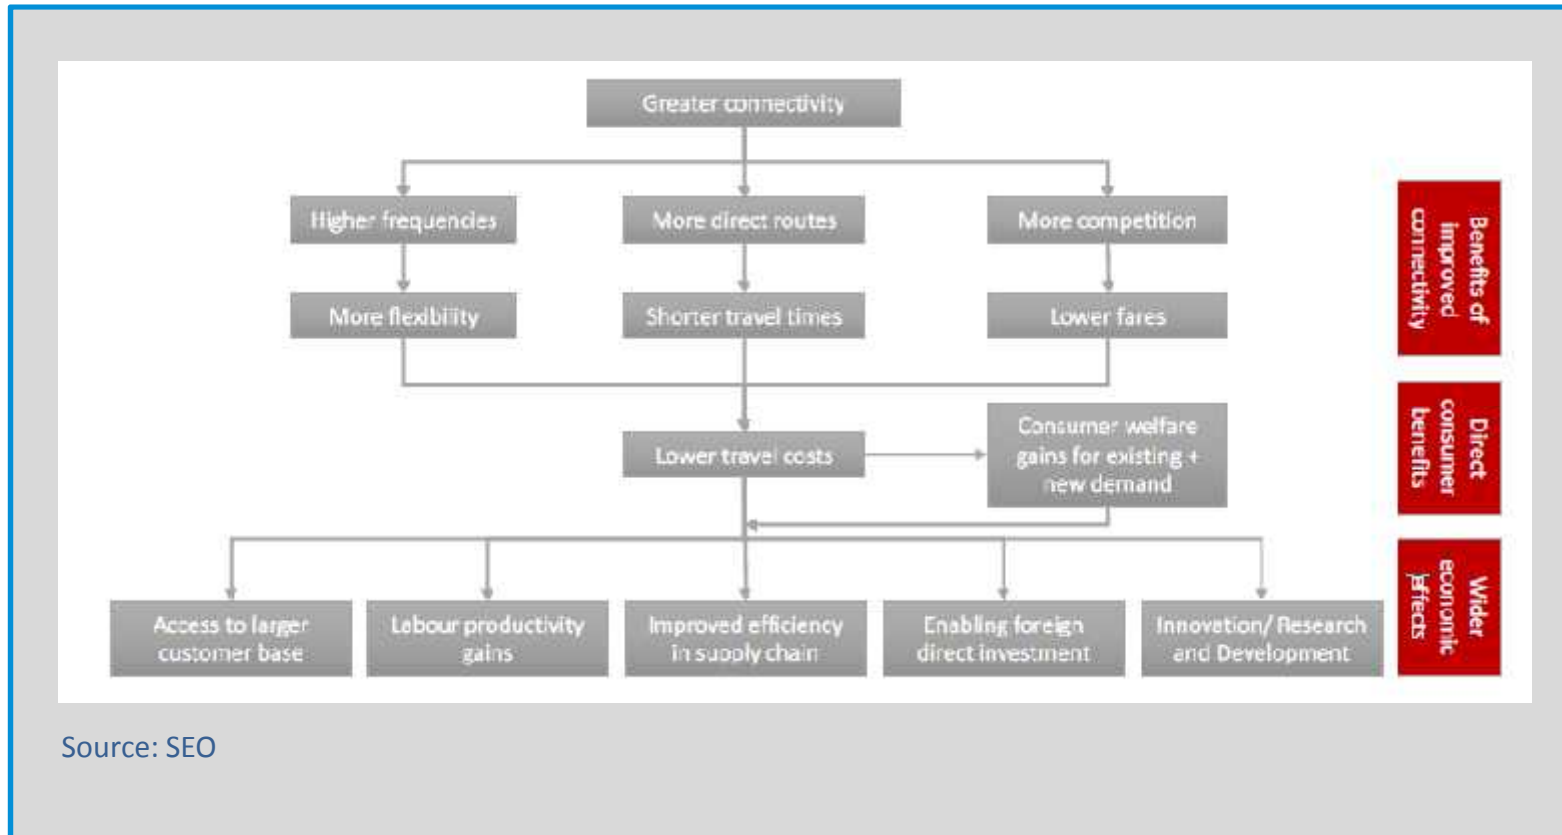 Greater connectivity
Higher frequencies
More direct routes
More competition
More flexibility
Shorter travel times
Lower fares
Benefits of
improved
connectivity
Lower travel costs
Consumer welfare
gains for existing +
new demand
Direct
consumer
benefits
Access to larger
customer base
Labour productivity
gains
Improved efficiency
in supply chain
Enabling foreign
direct investment
Innovation/ Research
and Development
Wider
economic
effects
Source: SEO